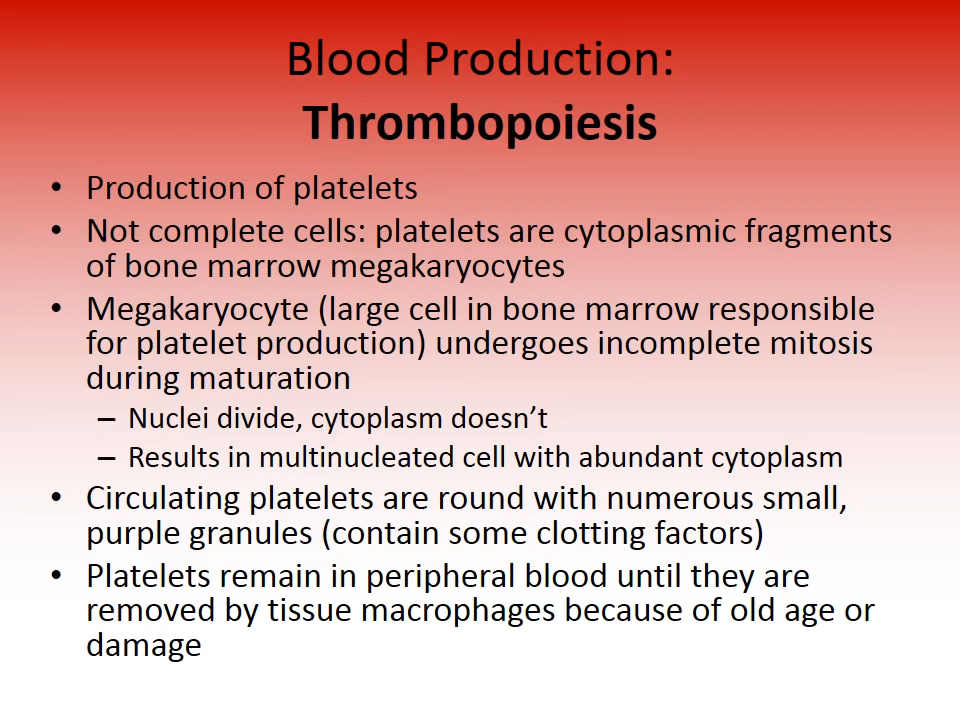 Blood Production:
Thrombopoiesis
• Production of platelets
• Not complete cells: platelets are cytoplasmic fragments
of bone marrow megakaryocytes
• Megakaryocyte (large cell in bone marrow responsible
for platelet production) undergoes incomplete mitosis
during maturation
– Nuclei divide, cytoplasm doesn’t
– Results in multinucleated cell with abundant cytoplasm
• Circulating platelets are round with numerous small,
purple granules (contain some clotting factors)
• Platelets remain in peripheral blood until they are
removed by tissue macrophages because of old age or
damage